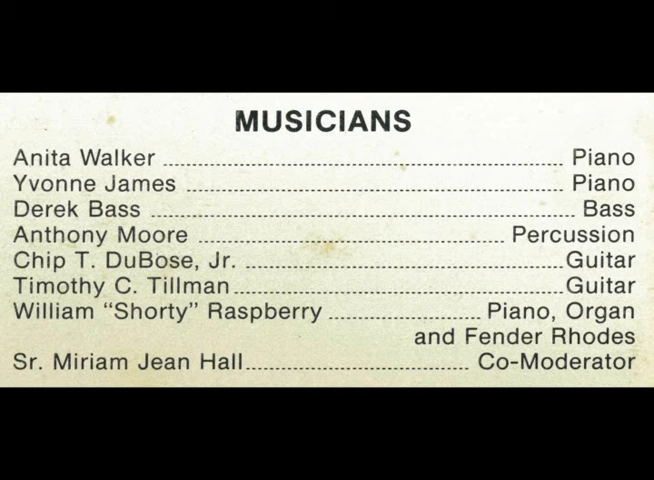 MUSICIANS
Anita Walker ........................................................ Piano
Yvonne James ..................................................... Piano
Derek Bass ........................................................... Bass
Anthony Moore ........................................... Percussion
Chip T. DuBose, Jr. .............................................Guitar
Timothy C. Tillman...............................................Guitar
William “Shorty” Raspberry ......................Piano, Organ
and Fender Rhodes
Sr. Miriam Jean Hall................................ Co-Moderator